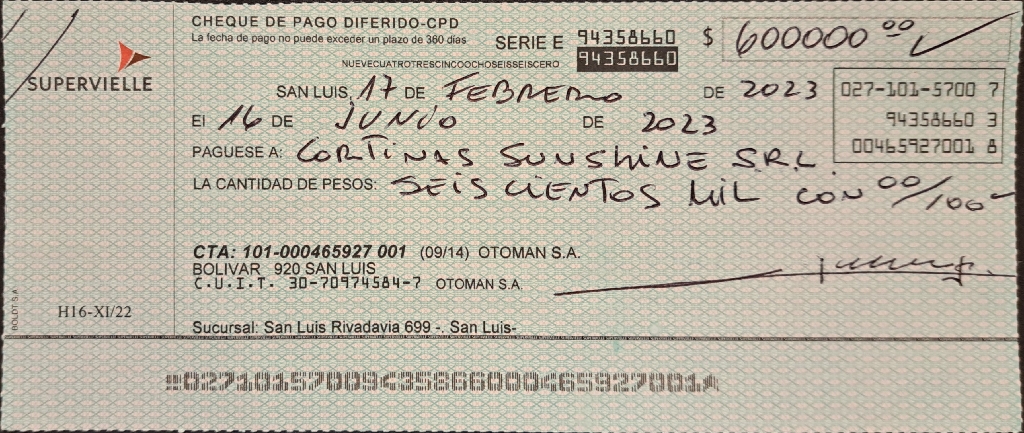 CHEQUE DE PAGO DIFERIDO-CPD
La fecha de pago no puede exceder un plazo de 360 días
SERIE E 94358660
94358660
$ 600000 00/
NUEVECUATROTRESCINCOOCHOSEISSEISCERO
SUPERVIELLE
SAN LUIS, 17 DE FEBRERO DE 2023
El 16 DE JUNIO DE 2023
027-101-5700 7
94358660 3
00465927001 8
PAGUESE A: CORTINAS SUNSHINE S.R.L
LA CANTIDAD DE PESOS: SEIS CIENTOS MIL CON 00/100
CTA: 101-000465927 001 (09/14) OTOMAN S.A.
BOLIVAR 920 SAN LUIS
C.U.I.T. 30-70974584-7 OTOMAN S.A.
H16-XI/22
BOLDT S.A
Sucursal: San Luis Rivadavia 699 -. San Luis-